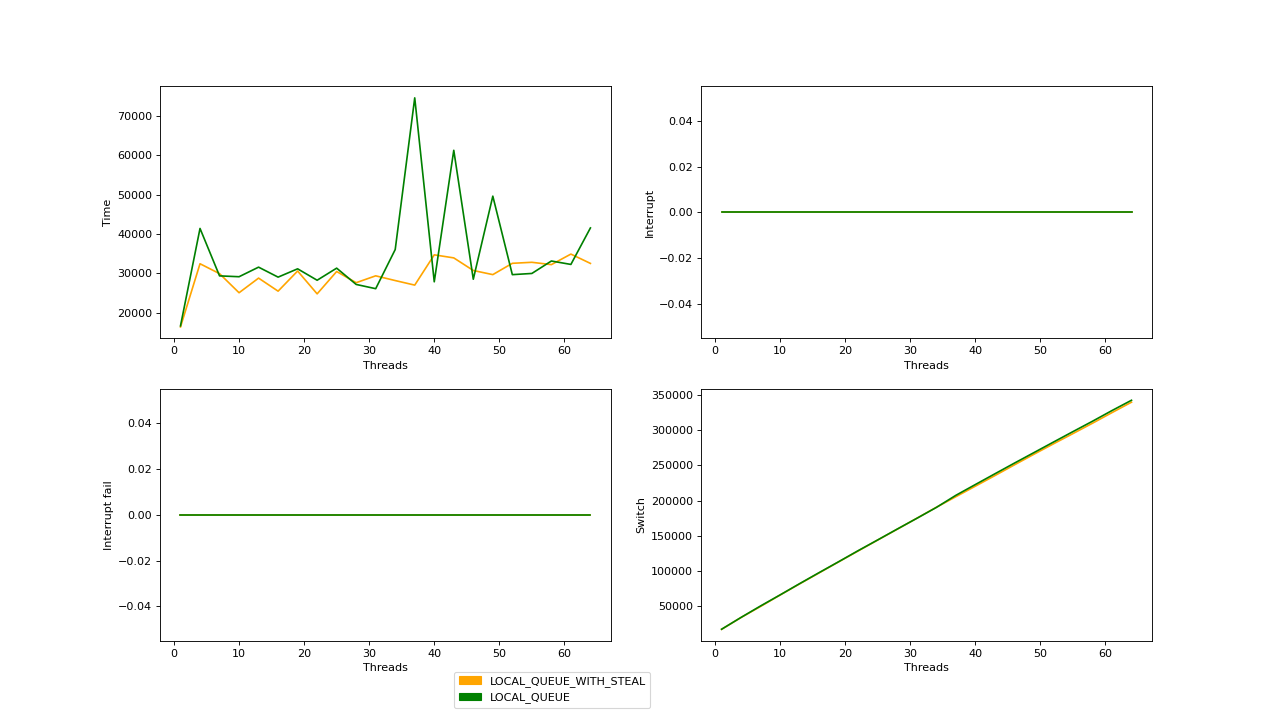 70000
60000
50000
40000
30000
20000
Time
0 10 20 30 40 50 60
Threads
0.04
0.02
0.00
−0.02
−0.04
Interrupt
0 10 20 30 40 50 60
Threads
0.04
0.02
0.00
−0.02
−0.04
Interrupt fail
0 10 20 30 40 50 60
Threads
350000
300000
250000
200000
150000
100000
50000
Switch
0 10 20 30 40 50 60
Threads
LOCAL_QUEUE_WITH_STEAL
LOCAL_QUEUE